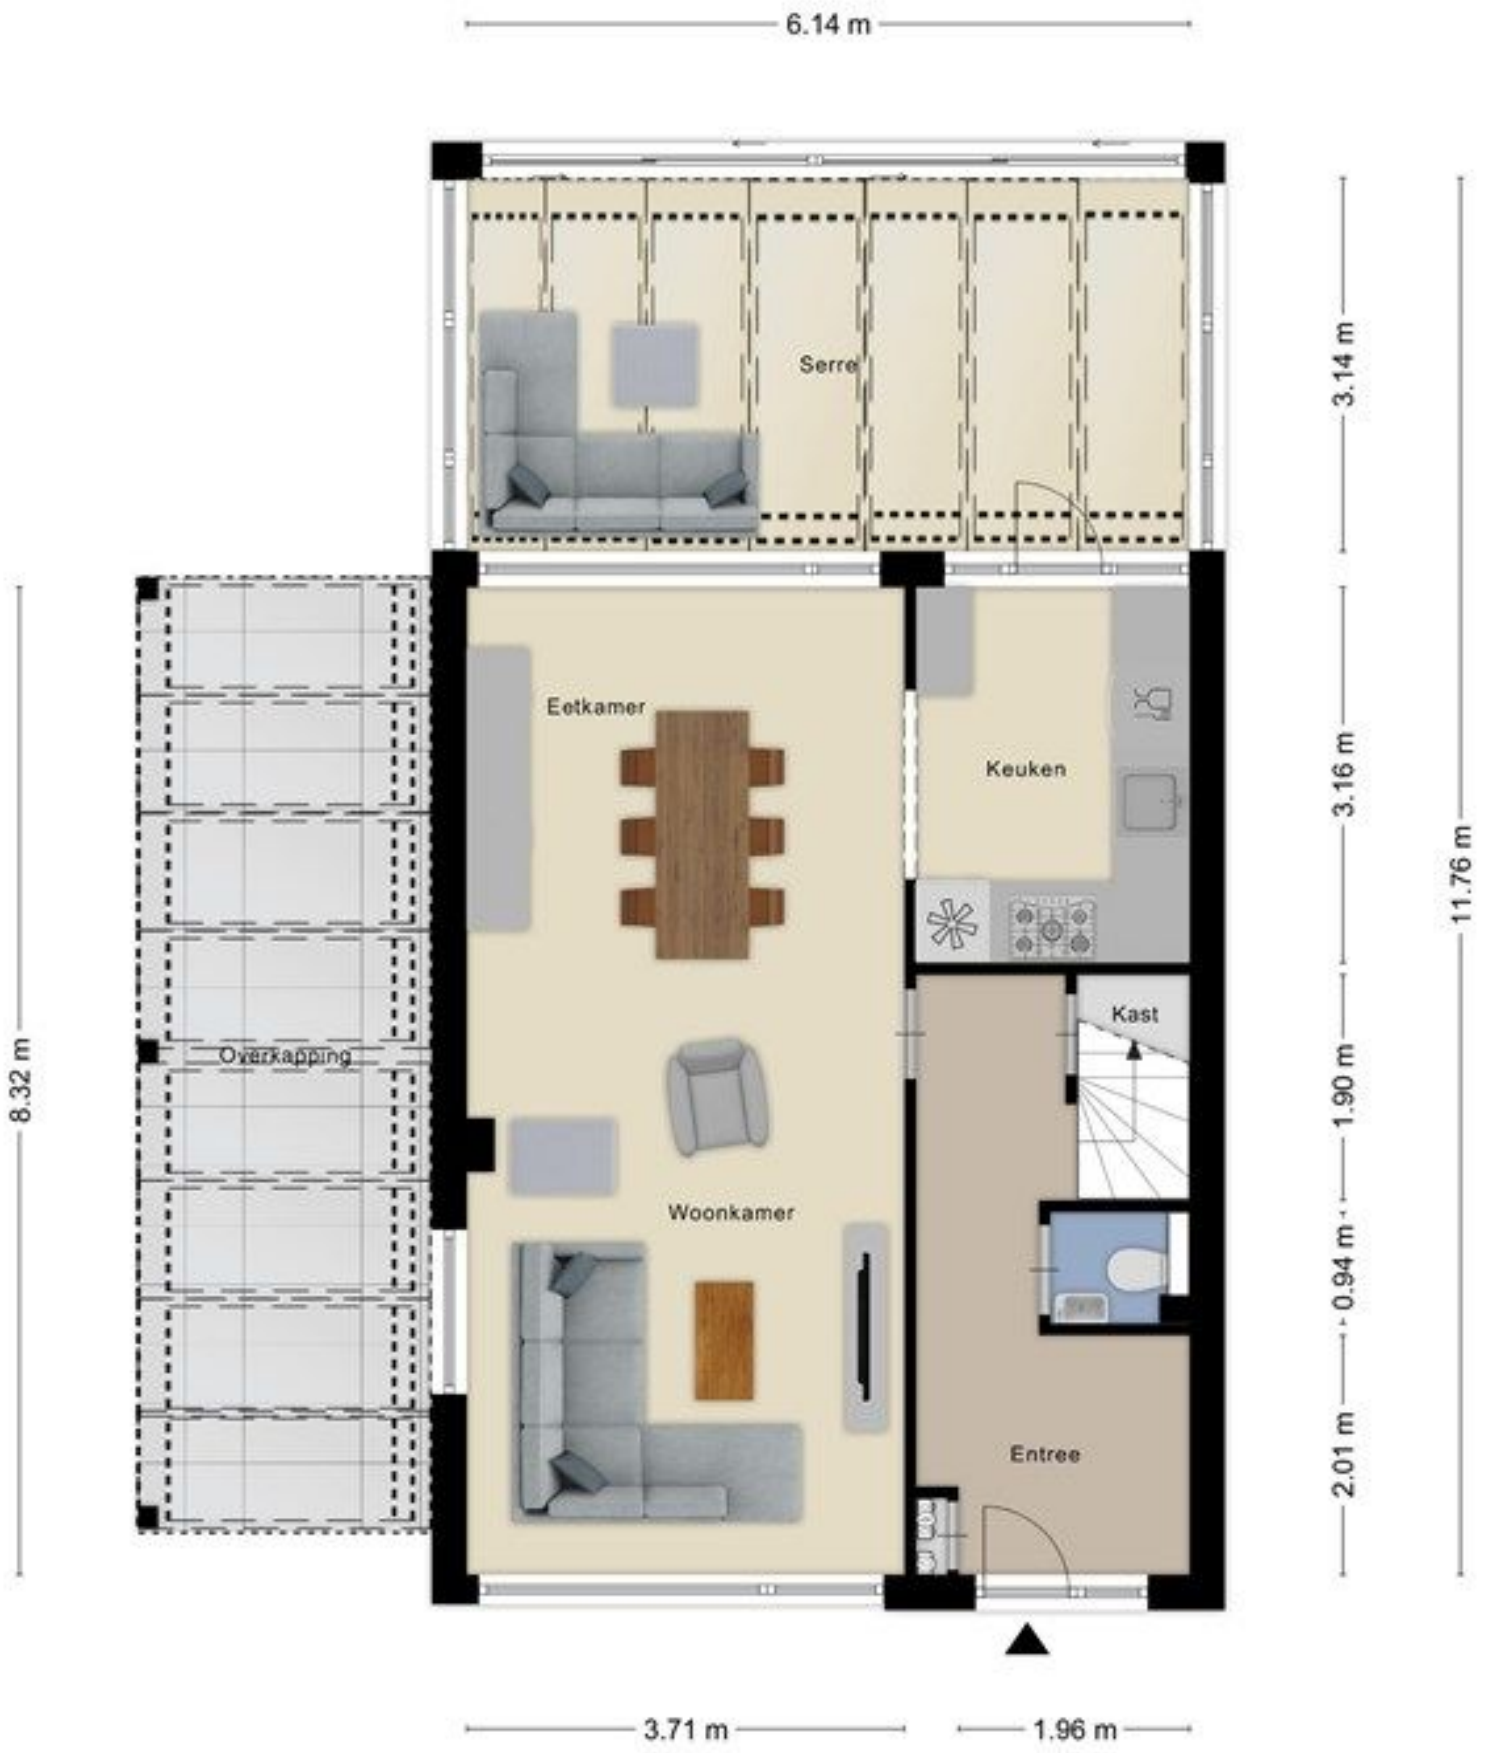 6.14 m
Serre
3.14 m
Eetkamer
Keuken
3.16 m
11.76 m
Kast
Overkapping
8.32 m
1.90 m
Woonkamer
0.94 m
Entree
2.01 m
3.71 m
1.96 m